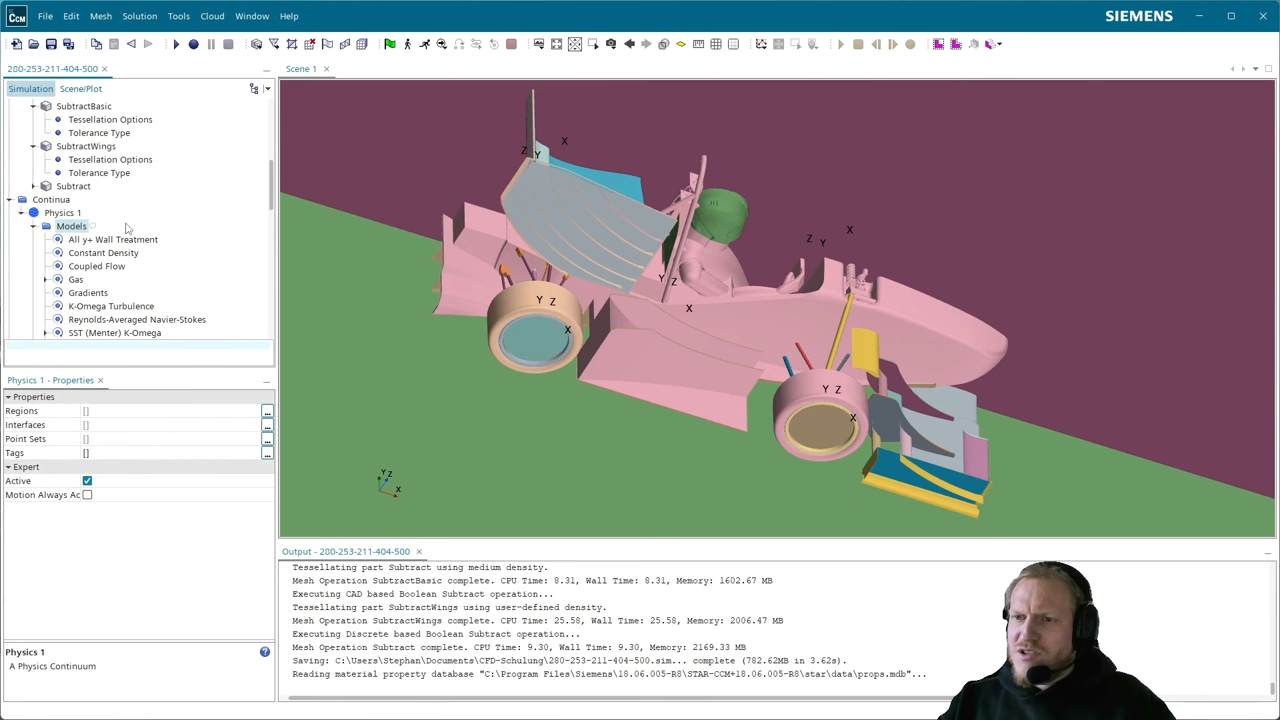 CCM File Edit Mesh Solution Tools Cloud Window Help SIEMENS
280-253-211-404-500
Scene 1
Simulation Scene/Plot
SubtractBasic
Tessellation Options
Tolerance Type
SubtractWings
Tessellation Options
Tolerance Type
Subtract
Continua
Physics 1
Models
All y+ Wall Treatment
Constant Density
Coupled Flow
Gas
Gradients
K-Omega Turbulence
Reynolds-Averaged Navier-Stokes
SST (Menter) K-Omega
Physics 1 - Properties
Properties
Regions []
Interfaces []
Point Sets []
Tags []
Expert
Active
Motion Always Ac
Physics 1
A Physics Continuum
X
Z Y
X
Z Y
Z Z
Y Z
X
X
Y Z
X
Y Z
X
Output - 280-253-211-404-500
Tessellating part Subtract using medium density.
Mesh Operation SubtractBasic complete. CPU Time: 8.31, Wall Time: 8.31, Memory: 1602.67 MB
Executing CAD based Boolean Subtract operation...
Tessellating part SubtractWings using user-defined density.
Mesh Operation SubtractWings complete. CPU Time: 25.58, Wall Time: 25.58, Memory: 2006.47 MB
Executing Discrete based Boolean Subtract operation...
Mesh Operation Subtract complete. CPU Time: 9.30, Wall Time: 9.30, Memory: 2169.33 MB
Saving: C:\Users\Stephan\Documents\CFD-Schulung\280-253-211-404-500.sim... complete (782.62MB in 3.62s).
Reading material property database "C:\Program Files\Siemens\18.06.005-R8\STAR-CCM+18.06.005-R8\star\data\props.mdb"...